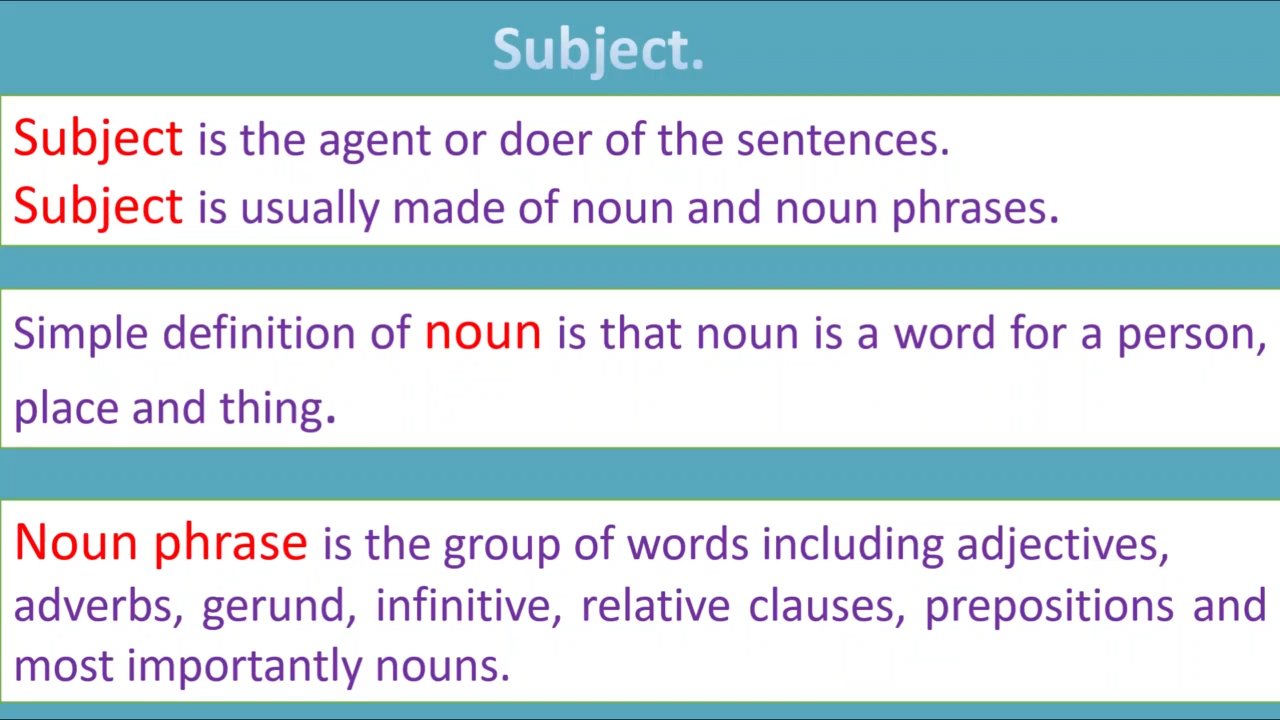 Subject.
Subject is the agent or doer of the sentences.
Subject is usually made of noun and noun phrases.
Simple definition of noun is that noun is a word for a person,
place and thing.
Noun phrase is the group of words including adjectives,
adverbs, gerund, infinitive, relative clauses, prepositions and
most importantly nouns.